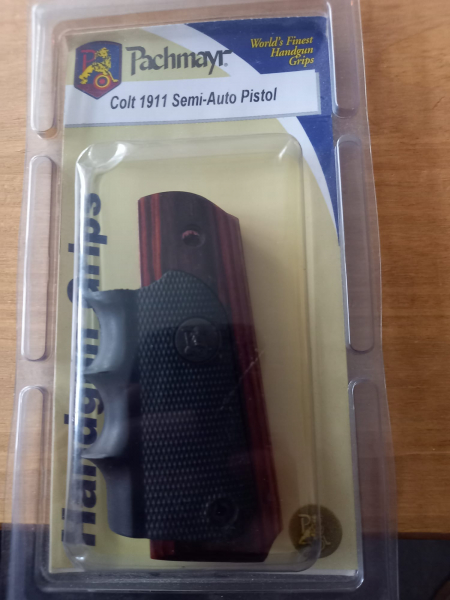 Pachmayr®
World's Finest
Handgun
Grips
Colt 1911 Semi-Auto Pistol
Handgun Grips